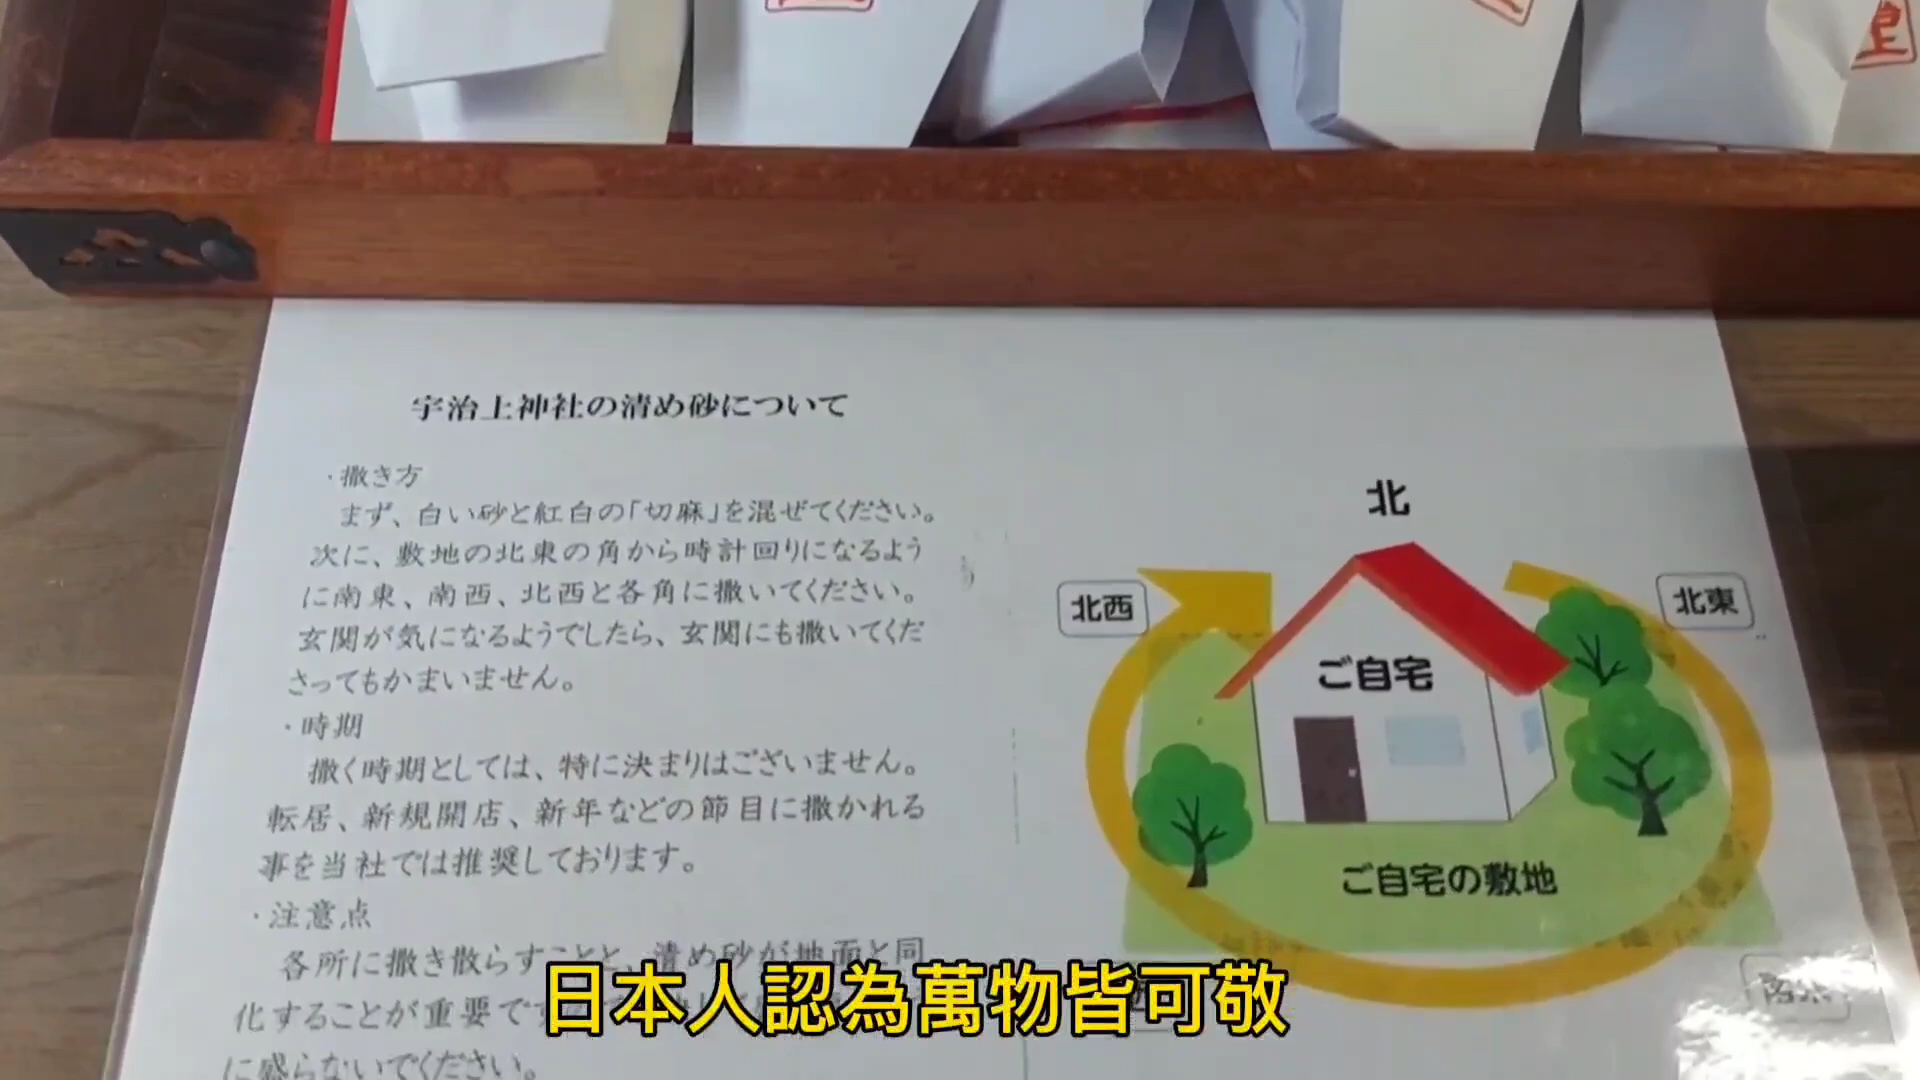 宇治上神社の清め砂について
・撒き方
まず、白い砂と紅白の「切麻」を混ぜてください。
次に、敷地の北東の角から時計回りになるよう
に南東、南西、北西と各角に撒いてください。
玄関が気になるようでしたら、玄関にも撒いてくだ
さってもかまいません。
・時期
撒く時期としては、特に決まりはございません。
転居、新規開店、新年などの節目に撒かれる
事を当社では推奨しております。
・注意点
各所に撒き散らすことと、清め砂が地面と同
化することが重要です
に盛らないでください。
北
北西
北東
ご自宅
ご自宅の敷地
日本人認為萬物皆可敬